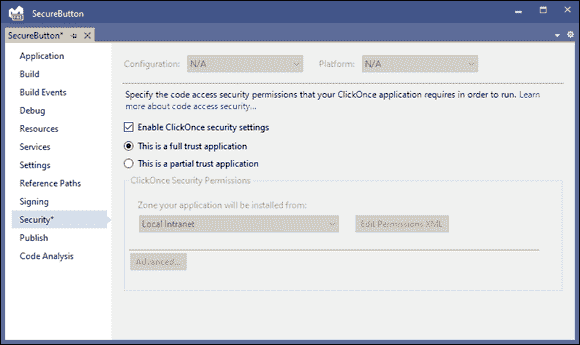 SecureButton
SecureButton*
Application
Build
Build Events
Debug
Resources
Services
Settings
Reference Paths
Signing
Security*
Publish
Code Analysis
Configuration: N/A Platform: N/A
Specify the code access security permissions that your ClickOnce application requires in order to run. Learn
more about code access security...
Enable ClickOnce security settings
This is a full trust application
This is a partial trust application
ClickOnce Security Permissions
Zone your application will be installed from:
Local Intranet Edit Permissions XML
Advanced...